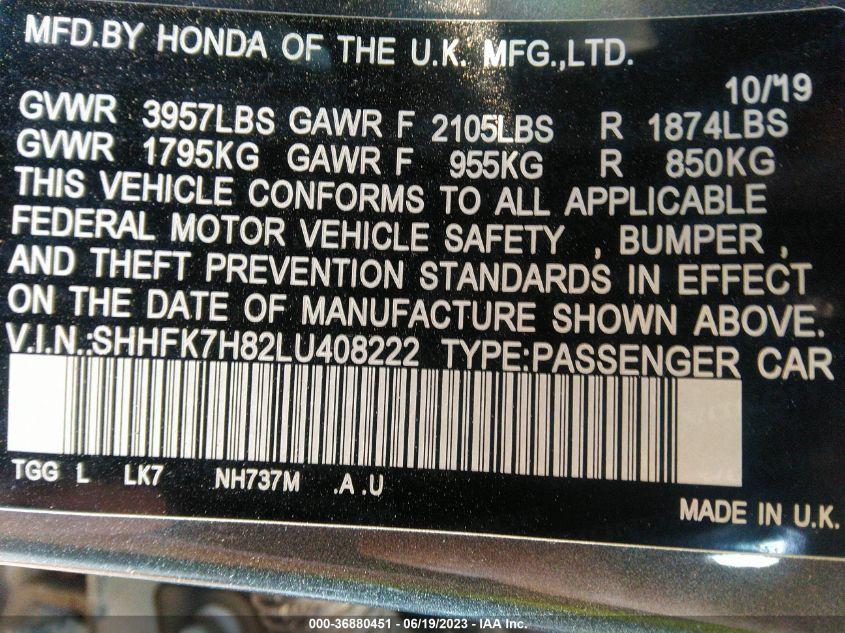 MFD.BY HONDA OF THE U.K. MFG.,LTD.
10/19
GVWR 3957LBS GAWR F 2105LBS R 1874LBS
GVWR 1795KG GAWR F 955KG R 850KG
THIS VEHICLE CONFORMS TO ALL APPLICABLE
FEDERAL MOTOR VEHICLE SAFETY , BUMPER ,
AND THEFT PREVENTION STANDARDS IN EFFECT
ON THE DATE OF MANUFACTURE SHOWN ABOVE.
V.I.N.:SHHFK7H82LU408222 TYPE:PASSENGER CAR
TGG L LK7 NH737M .A .U
MADE IN U.K.
000-36880451 - 06/19/2023 - IAA Inc.